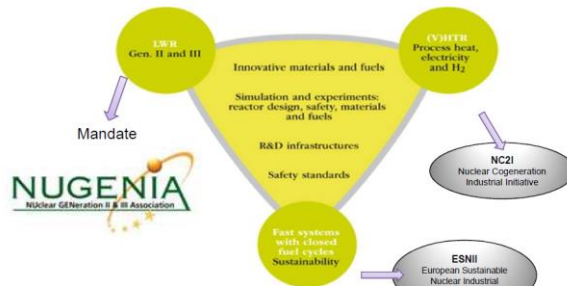 LWR
Gen. II and III
(V)HTR
Process heat,
electricity
and H2
Innovative materials and fuels
Simulation and experiments:
reactor design, safety, materials
and fuels
R&D infrastructures
Safety standards
Mandate
NUGENIA
NUclear GENeration II & III Association
NC2I
Nuclear Cogeneration
Industrial Initiative
Fast systems
with closed
fuel cycles
Sustainability
ESNII
European Sustainable
Nuclear Industrial